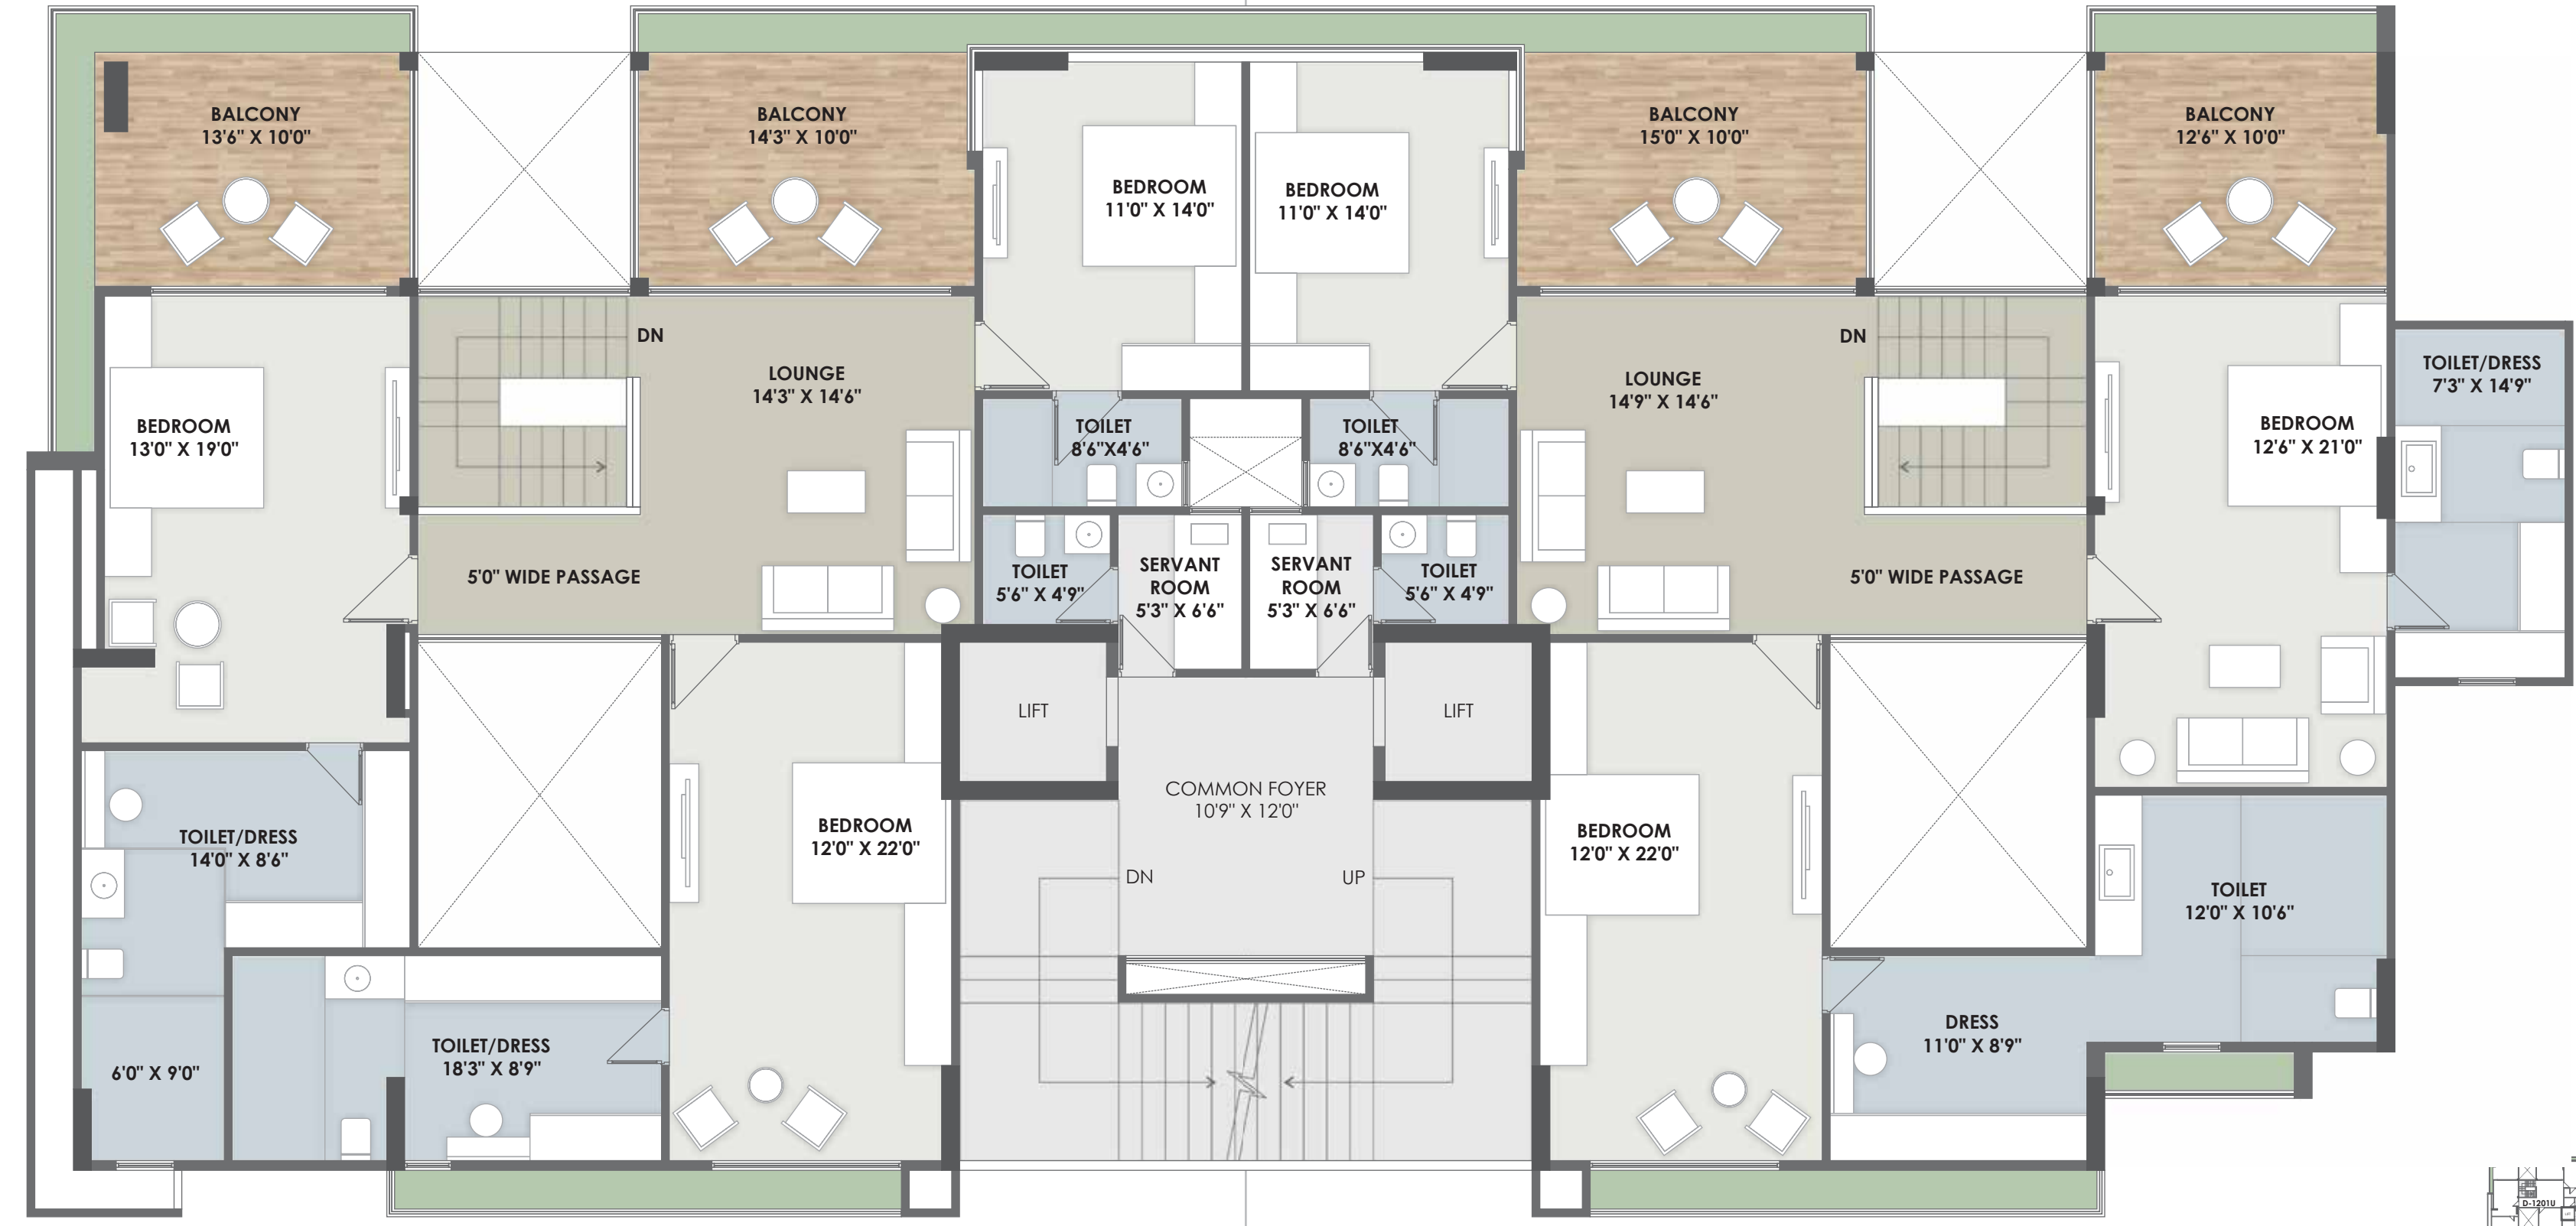 BALCONY
13'6" X 10'0"
BALCONY
14'3" X 10'0"
BALCONY
15'0" X 10'0"
BALCONY
12'6" X 10'0"
BEDROOM
11'0" X 14'0"
BEDROOM
11'0" X 14'0"
DN
LOUNGE
14'3" X 14'6"
DN
LOUNGE
14'9" X 14'6"
TOILET/DRESS
7'3" X 14'9"
BEDROOM
13'0" X 19'0"
TOILET
8'6"X4'6"
TOILET
8'6"X4'6"
BEDROOM
12'6" X 21'0"
5'0" WIDE PASSAGE
TOILET
5'6" X 4'9"
SERVANT
ROOM
5'3" X 6'6"
SERVANT
ROOM
5'3" X 6'6"
TOILET
5'6" X 4'9"
5'0" WIDE PASSAGE
LIFT
LIFT
COMMON FOYER
10'9" X 12'0"
TOILET/DRESS
14'0" X 8'6"
BEDROOM
12'0" X 22'0"
BEDROOM
12'0" X 22'0"
DN
UP
TOILET
12'0" X 10'6"
6'0" X 9'0"
TOILET/DRESS
18'3" X 8'9"
DRESS
11'0" X 8'9"
D-1201U